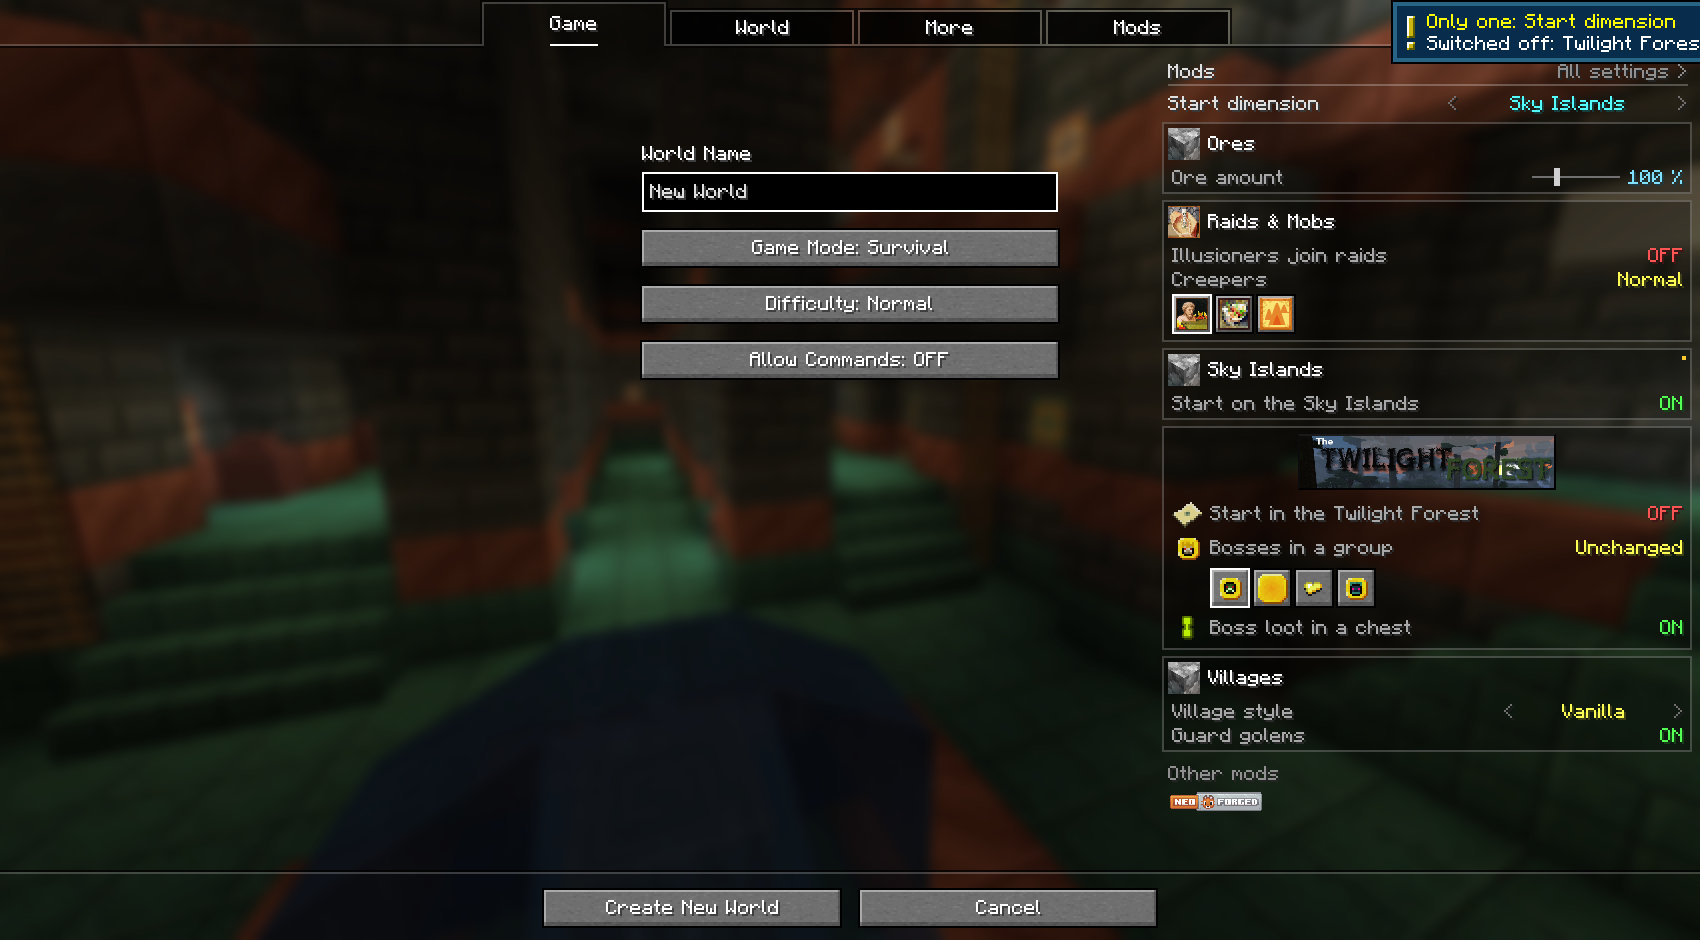 Game
World
More
Mods
Only one: Start dimension
Switched off: Twilight Fores
Mods
All settings >
Start dimension
< Sky Islands >
Ores
Ore amount
100 %
Raids & Mobs
Illusioners join raids
OFF
Creepers
Normal
Sky Islands
Start on the Sky Islands
ON
The
TWILIGHT
FOREST
Start in the Twilight Forest
OFF
Bosses in a group
Unchanged
Boss loot in a chest
ON
Villages
Village style
< Vanilla >
Guard golems
ON
Other mods
NEO FORGED
World Name
New World
Game Mode: Survival
Difficulty: Normal
Allow Commands: OFF
Create New World
Cancel